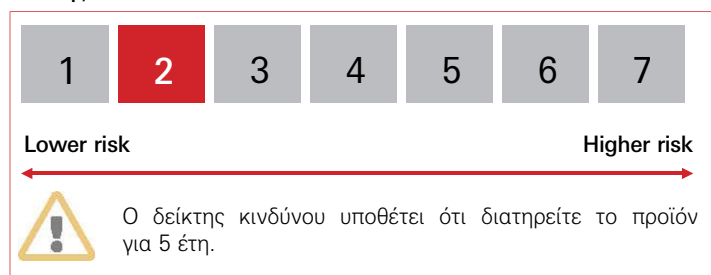 1 2 3 4 5 6 7
Lower risk Higher risk
Ο δείκτης κινδύνου υποθέτει ότι διατηρείτε το προϊόν
για 5 έτη.